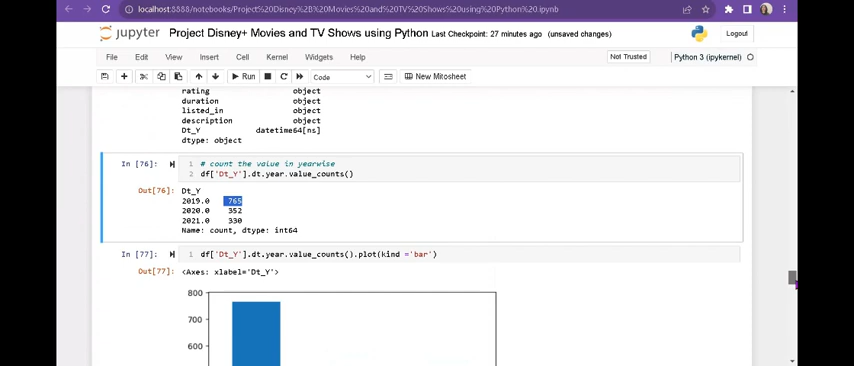 localhost:8888/notebooks/Project%20Disney%2B%20Movies%20and%20TV%20Shows%20using%20Python%20.ipynb
jupyter Project Disney+ Movies and TV Shows using Python Last Checkpoint: 27 minutes ago (unsaved changes) Logout
File Edit View Insert Cell Kernel Widgets Help Not Trusted Python 3 (ipykernel)
Run Code New Mitosheet
rating object
duration object
listed_in object
description object
Dt_Y datetime64[ns]
dtype: object
In [76]: 1 # count the value in yearwise
2 df['Dt_Y'].dt.year.value_counts()
Out[76]: Dt_Y
2019.0 765
2020.0 352
2021.0 330
Name: count, dtype: int64
In [77]: 1 df['Dt_Y'].dt.year.value_counts().plot(kind ='bar')
Out[77]: <Axes: xlabel='Dt_Y'>
800
700
600